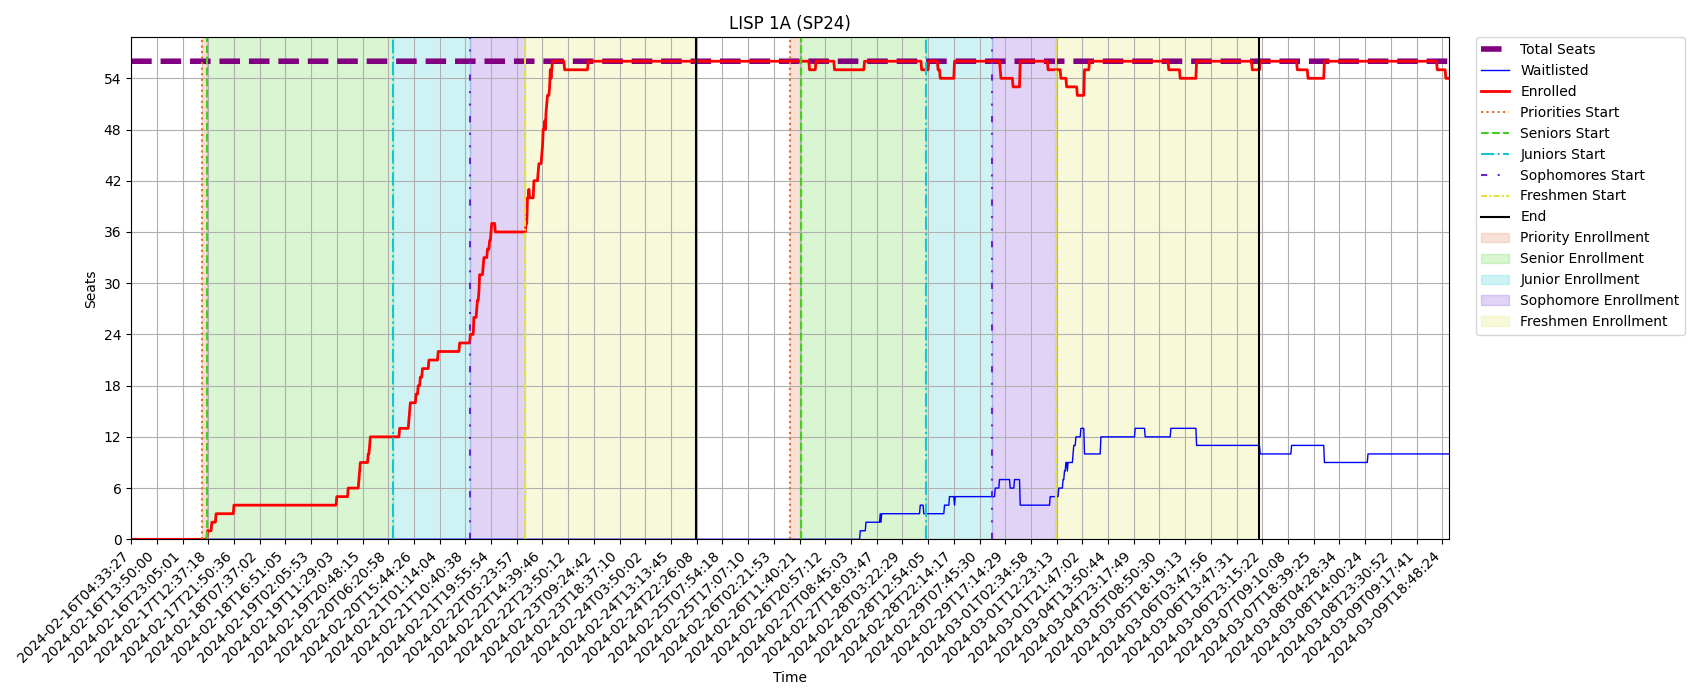 LISP 1A (SP24)
Seats
54
48
42
36
30
24
18
12
6
0
2024-02-16T04:33:27
2024-02-16T13:50:00
2024-02-16T23:05:01
2024-02-17T12:37:18
2024-02-17T21:50:36
2024-02-18T07:37:02
2024-02-18T16:51:05
2024-02-19T02:05:53
2024-02-19T11:29:03
2024-02-19T20:48:15
2024-02-20T06:20:58
2024-02-20T15:44:26
2024-02-21T01:14:04
2024-02-21T10:40:38
2024-02-21T19:55:54
2024-02-22T05:23:57
2024-02-22T14:39:46
2024-02-22T23:50:12
2024-02-23T09:24:42
2024-02-23T18:37:10
2024-02-24T03:50:02
2024-02-24T13:13:45
2024-02-24T22:26:08
2024-02-25T07:54:18
2024-02-25T17:07:10
2024-02-26T02:21:53
2024-02-26T11:40:21
2024-02-26T20:57:12
2024-02-27T08:45:03
2024-02-27T18:03:47
2024-02-28T03:22:29
2024-02-28T12:54:05
2024-02-28T22:14:17
2024-02-29T07:45:30
2024-02-29T17:14:29
2024-03-01T02:34:58
2024-03-01T12:23:13
2024-03-01T21:47:02
2024-03-04T13:50:44
2024-03-04T23:17:49
2024-03-05T08:50:30
2024-03-05T18:19:13
2024-03-06T03:47:56
2024-03-06T13:47:31
2024-03-06T23:15:22
2024-03-07T09:10:08
2024-03-07T18:39:25
2024-03-08T04:28:34
2024-03-08T14:00:24
2024-03-08T23:30:52
2024-03-09T09:17:41
2024-03-09T18:48:24
Time
Total Seats
Waitlisted
Enrolled
Priorities Start
Seniors Start
Juniors Start
Sophomores Start
Freshmen Start
End
Priority Enrollment
Senior Enrollment
Junior Enrollment
Sophomore Enrollment
Freshmen Enrollment